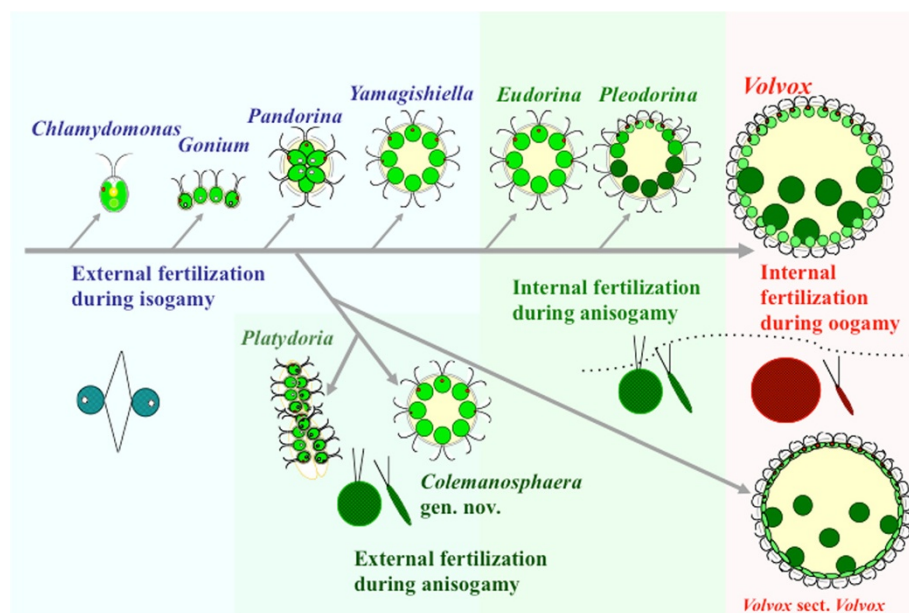 Volvox
Yamagishiella
Eudorina
Pleodorina
Pandorina
Chlamydomonas
Gonium
External fertilization
during isogamy
Internal fertilization
during anisogamy
Internal
fertilization
during oogamy
Platydoria
Colemanosphaera
gen. nov.
External fertilization
during anisogamy
Volvox sect. Volvox